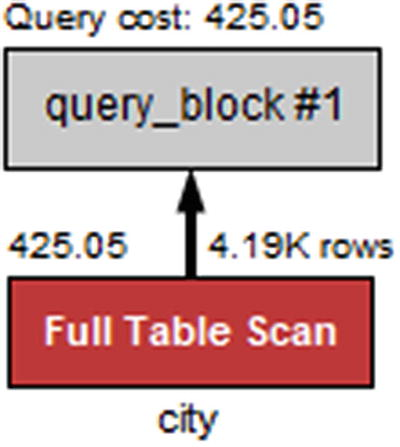 Query cost: 425.05
query_block #1
425.05 4.19K rows
Full Table Scan
city